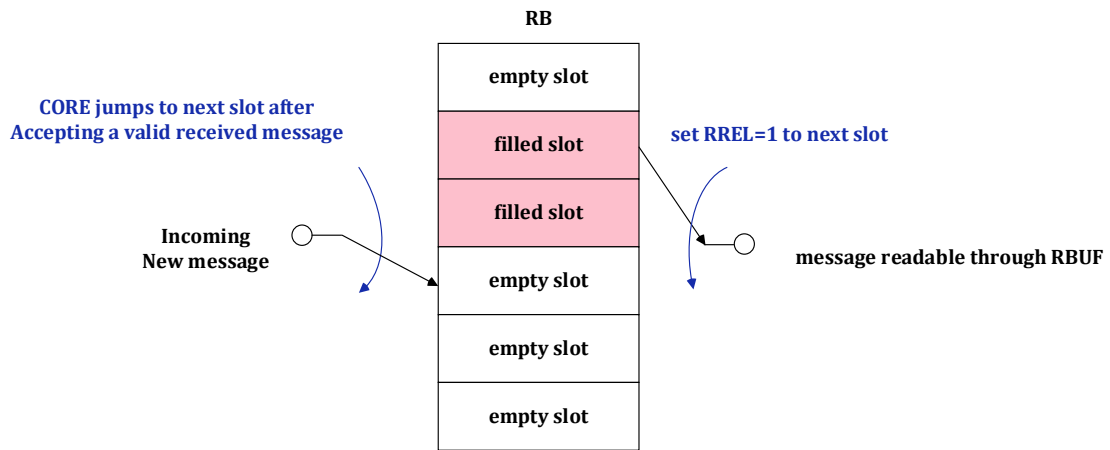 RB
empty slot
CORE jumps to next slot after
Accepting a valid received message
filled slot
set RREL=1 to next slot
filled slot
Incoming
New message
message readable through RBUF
empty slot
empty slot
empty slot